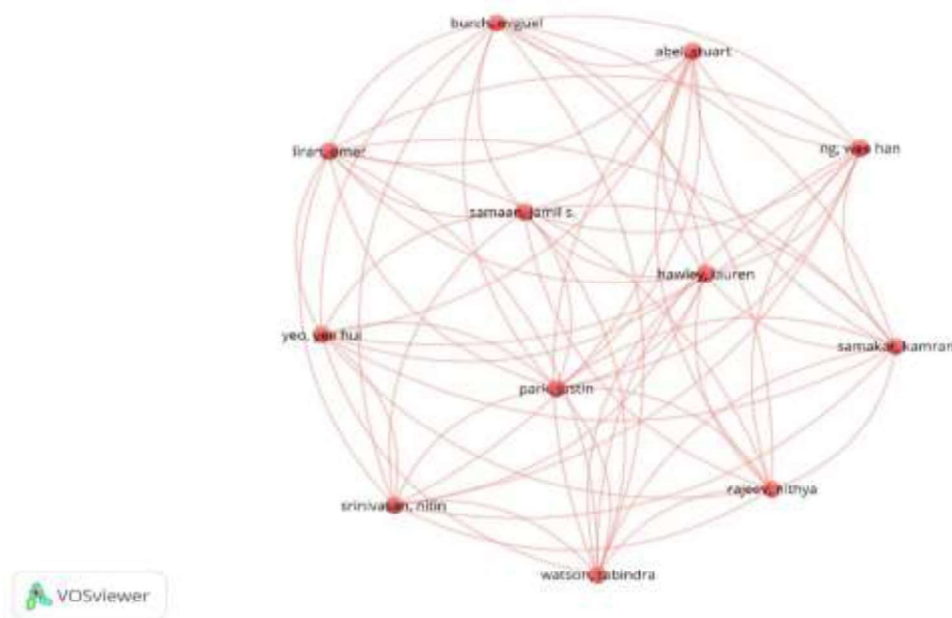 burch, miguel
abel, stuart
liran, omer
ng, wee han
samaan, jamil s.
hawley, lauren
yeo, yee hui
samakar, kamran
park, justin
rajeev, nithya
srinivasan, nitin
watson, rabindra
VOSviewer